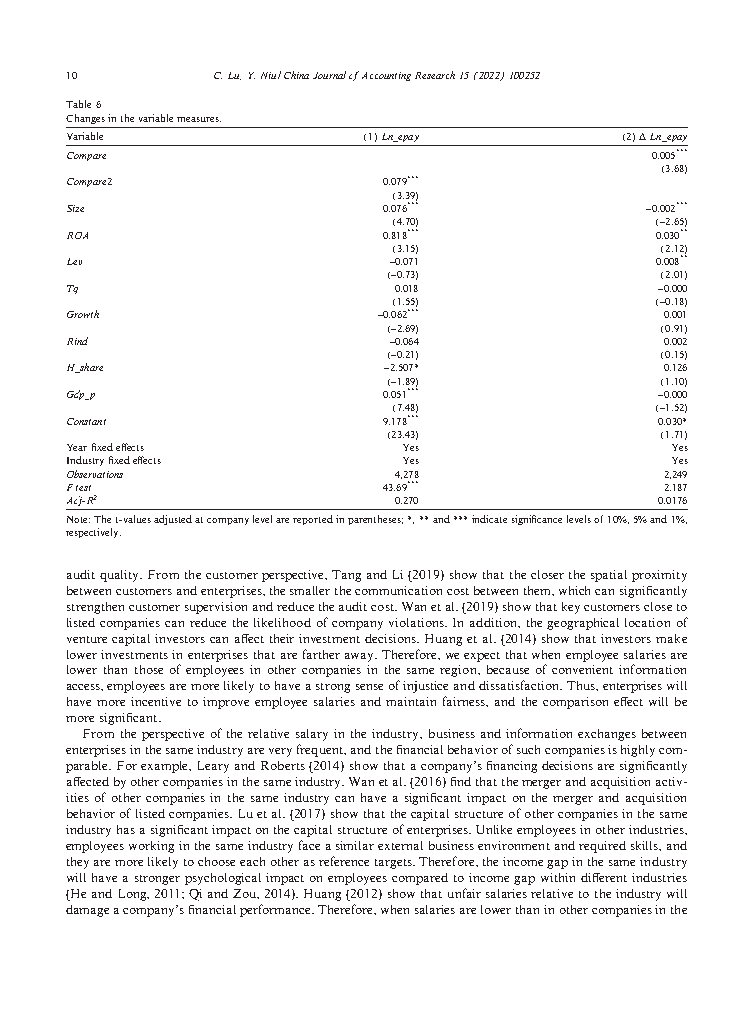 10 C. Lu, Y. Niu / China Journal of Accounting Research 15 (2022) 100252
Table 6
Changes in the variable measures.
Variable (1) Ln_epay (2) Δ Ln_epay
Compare 0.005***
(3.68)
Compare2 0.079***
(3.39)
Size 0.076*** –0.002***
(4.70) (–2.65)
ROA 0.818*** 0.030**
(3.15) (2.12)
Lev –0.071 0.008**
(–0.73) (2.01)
Tq 0.018 –0.000
(1.55) (–0.18)
Growth –0.062*** 0.001
(–2.69) (0.91)
Rind –0.064 0.002
(–0.21) (0.15)
H_share –2.507* 0.126
(–1.89) (1.10)
Gdp_p 0.051*** –0.000
(7.48) (–1.52)
Constant 9.178*** 0.030*
(23.43) (1.71)
Year fixed effects Yes Yes
Industry fixed effects Yes Yes
Observations 4,278 2,249
F test 43.69*** 2.187
Adj-R² 0.270 0.0176
Note: The t-values adjusted at company level are reported in parentheses; *, ** and *** indicate significance levels of 10%, 5% and 1%,
respectively.
audit quality. From the customer perspective, Tang and Li (2019) show that the closer the spatial proximity
between customers and enterprises, the smaller the communication cost between them, which can significantly
strengthen customer supervision and reduce the audit cost. Wan et al. (2019) show that key customers close to
listed companies can reduce the likelihood of company violations. In addition, the geographical location of
venture capital investors can affect their investment decisions. Huang et al. (2014) show that investors make
lower investments in enterprises that are farther away. Therefore, we expect that when employee salaries are
lower than those of employees in other companies in the same region, because of convenient information
access, employees are more likely to have a strong sense of injustice and dissatisfaction. Thus, enterprises will
have more incentive to improve employee salaries and maintain fairness, and the comparison effect will be
more significant.
From the perspective of the relative salary in the industry, business and information exchanges between
enterprises in the same industry are very frequent, and the financial behavior of such companies is highly com-
parable. For example, Leary and Roberts (2014) show that a company's financing decisions are significantly
affected by other companies in the same industry. Wan et al. (2016) find that the merger and acquisition activ-
ities of other companies in the same industry can have a significant impact on the merger and acquisition
behavior of listed companies. Lu et al. (2017) show that the capital structure of other companies in the same
industry has a significant impact on the capital structure of enterprises. Unlike employees in other industries,
employees working in the same industry face a similar external business environment and required skills, and
they are more likely to choose each other as reference targets. Therefore, the income gap in the same industry
will have a stronger psychological impact on employees compared to income gap within different industries
(He and Long, 2011; Qi and Zou, 2014). Huang (2012) show that unfair salaries relative to the industry will
damage a company's financial performance. Therefore, when salaries are lower than in other companies in the